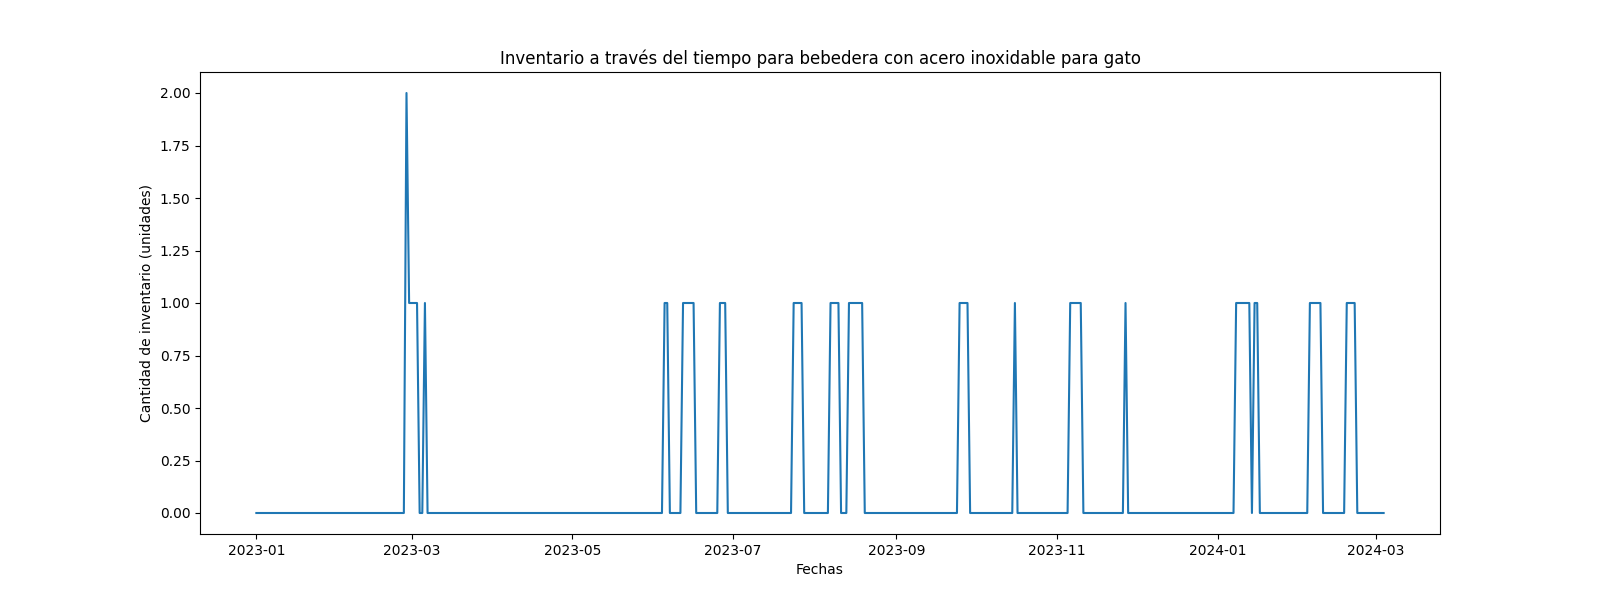 Inventario a través del tiempo para bebedera con acero inoxidable para gato
Cantidad de inventario (unidades)
2.00
1.75
1.50
1.25
1.00
0.75
0.50
0.25
0.00
2023-01 2023-03 2023-05 2023-07 2023-09 2023-11 2024-01 2024-03
Fechas